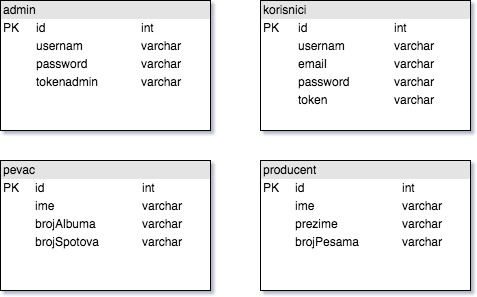 admin
PK id int
usernam varchar
password varchar
tokenadmin varchar
korisnici
PK id int
usernam varchar
email varchar
password varchar
token varchar
pevac
PK id int
ime varchar
brojAlbuma varchar
brojSpotova varchar
producent
PK id int
ime varchar
prezime varchar
brojPesama varchar